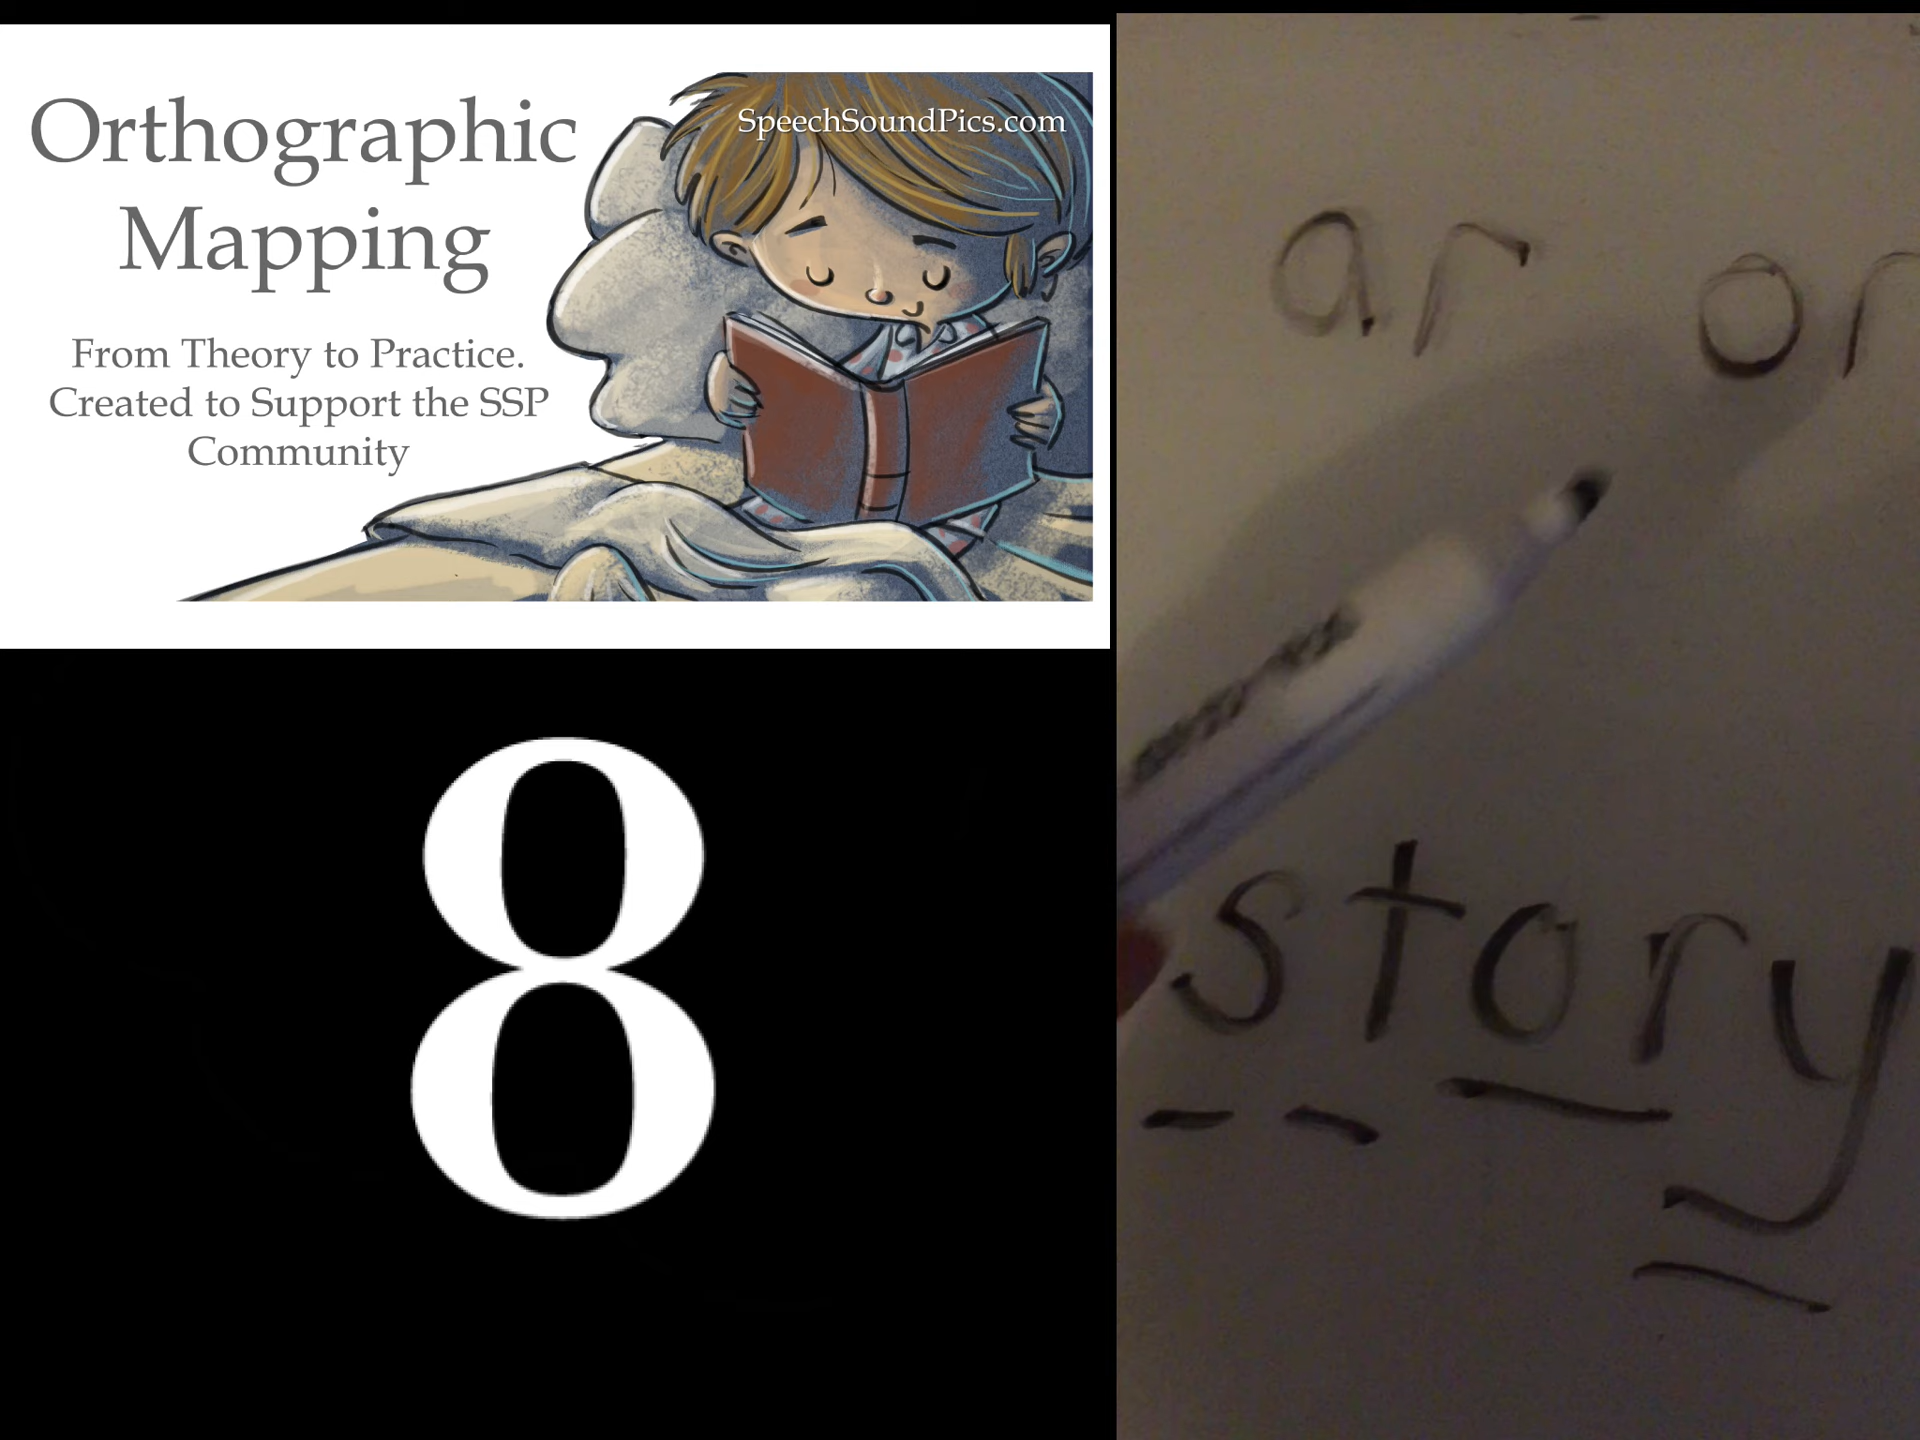 Orthographic
Mapping
SpeechSoundPics.com
From Theory to Practice.
Created to Support the SSP
Community
8
ar or
story